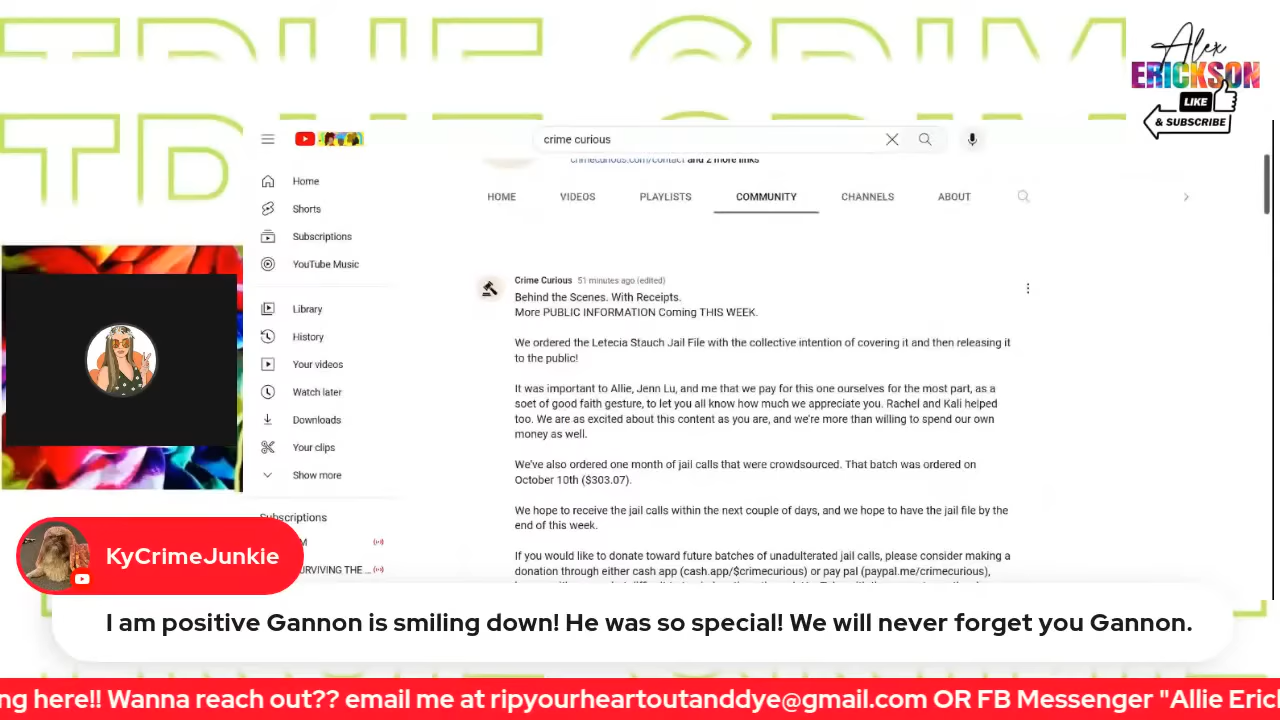 TRUE CRIM
Alex
ERICKSON
LIKE
& SUBSCRIBE
crime curious
crimecurious.com/contact and 2 more links
HOME VIDEOS PLAYLISTS COMMUNITY CHANNELS ABOUT
Home
Shorts
Subscriptions
YouTube Music
Library
History
Your videos
Watch later
Downloads
Your clips
Show more
Subscriptions
URVIVING THE ...
Crime Curious 51 minutes ago (edited)
Behind the Scenes. With Receipts.
More PUBLIC INFORMATION Coming THIS WEEK.
We ordered the Letecia Stauch Jail File with the collective intention of covering it and then releasing it
to the public!
It was important to Allie, Jenn Lu, and me that we pay for this one ourselves for the most part, as a
soet of good faith gesture, to let you all know how much we appreciate you. Rachel and Kali helped
too. We are as excited about this content as you are, and we're more than willing to spend our own
money as well.
We've also ordered one month of jail calls that were crowdsourced. That batch was ordered on
October 10th ($303.07).
We hope to receive the jail calls within the next couple of days, and we hope to have the jail file by the
end of this week.
If you would like to donate toward future batches of unadulterated jail calls, please consider making a
donation through either cash app (cash.app/$crimecurious) or pay pal (paypal.me/crimecurious),
KyCrimeJunkie
I am positive Gannon is smiling down! He was so special! We will never forget you Gannon.
ng here!! Wanna reach out?? email me at ripyourheartoutanddye@gmail.com OR FB Messenger "Allie Eric